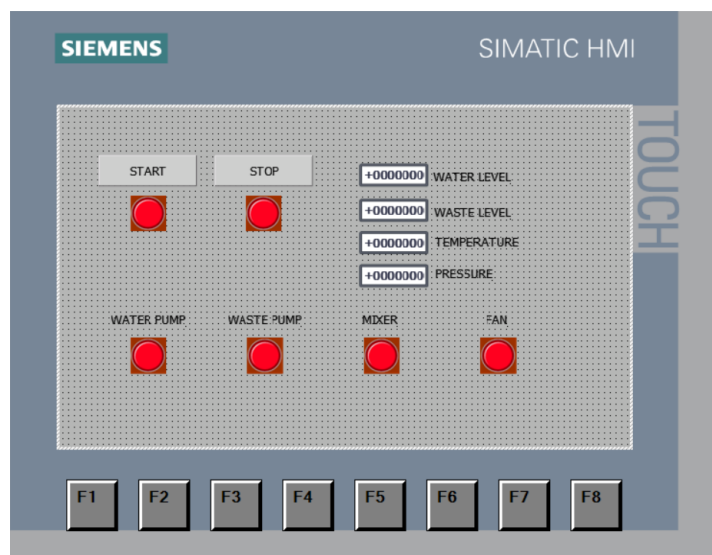 SIEMENS
SIMATIC HMI
TOUCH
START
STOP
+0000000 WATER LEVEL
+0000000 WASTE LEVEL
+0000000 TEMPERATURE
+0000000 PRESSURE
WATER PUMP
WASTE PUMP
MIXER
FAN
F1
F2
F3
F4
F5
F6
F7
F8